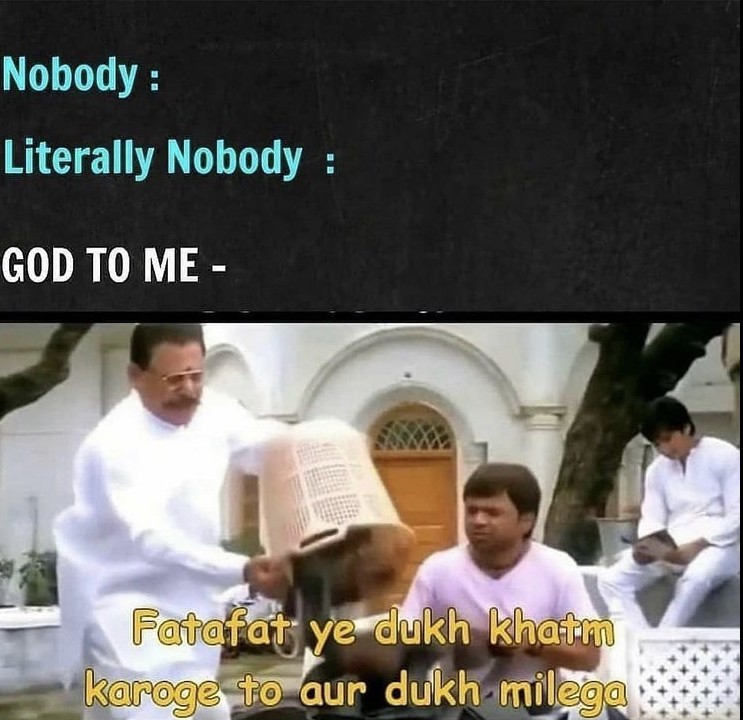 Nobody :
Literally Nobody :
GOD TO ME -
Fatafat ye dukh khatm
karoge to aur dukh milega